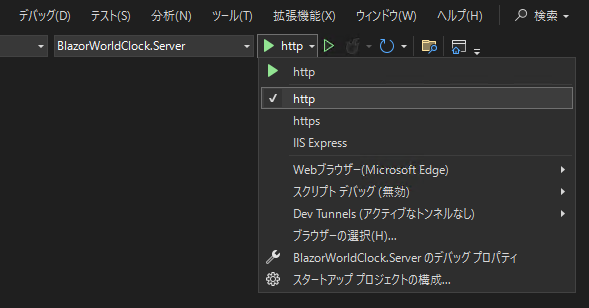 デバッグ(D) テスト(S) 分析(N) ツール(T) 拡張機能(X) ウィンドウ(W) ヘルプ(H) 検索
BlazorWorldClock.Server http
http
http
https
IIS Express
Webブラウザー(Microsoft Edge)
スクリプト デバッグ (無効)
Dev Tunnels (アクティブなトンネルなし)
ブラウザーの選択(H)...
BlazorWorldClock.Server のデバッグ プロパティ
スタートアップ プロジェクトの構成...